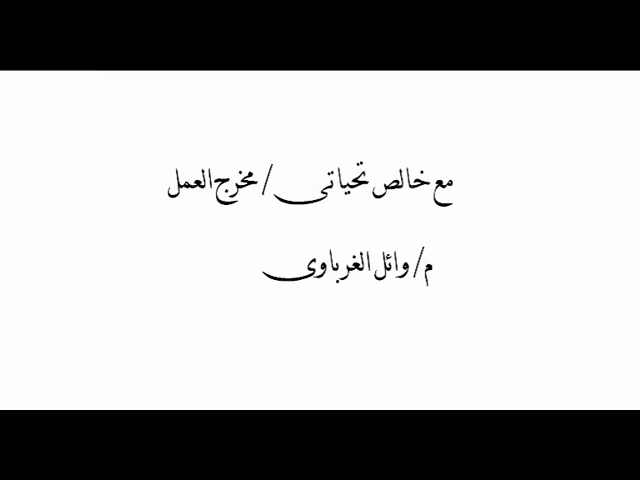 مع خالص تحياتى / مخرج العمل
م / وائل الغرباوى